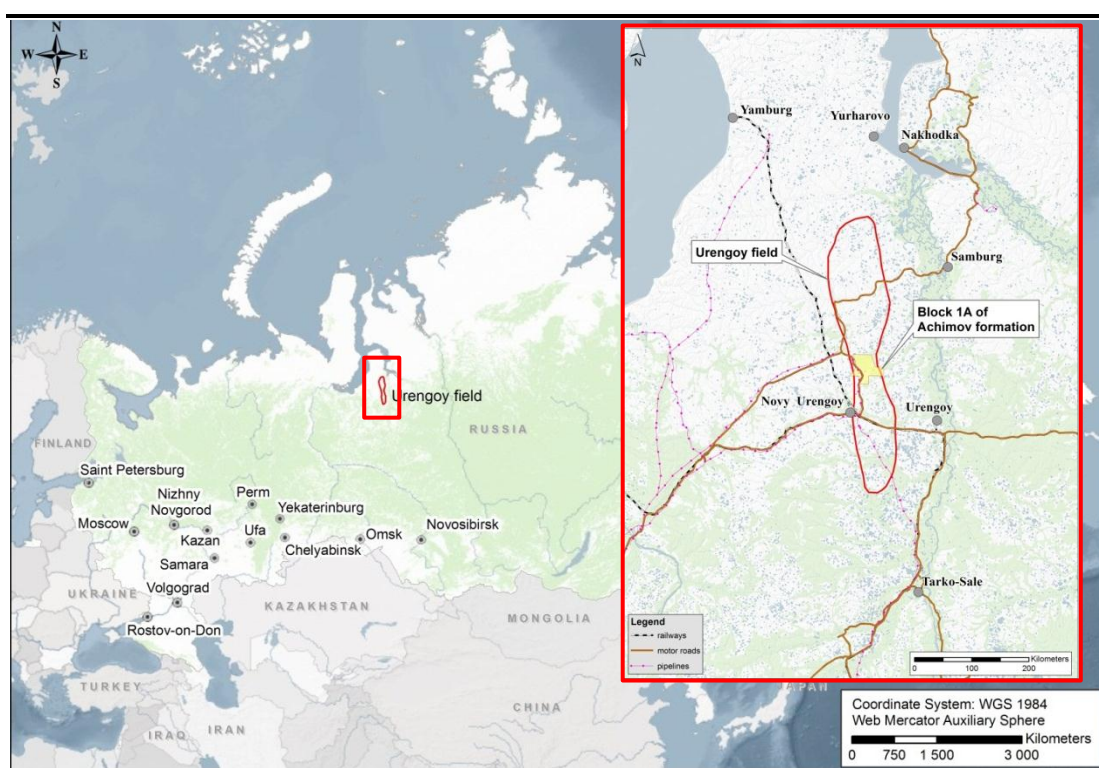 N
W E
S
Urengoy field
RUSSIA
FINLAND
Saint Petersburg
Nizhny
Novgorod
Perm
Yekaterinburg
Moscow
Kazan
Ufa
Chelyabinsk
Omsk
Novosibirsk
Samara
UKRAINE
Volgograd
Rostov-on-Don
KAZAKHSTAN
MONGOLIA
TURKEY
IRAQ
IRAN
CHINA
JAPAN
N
Yamburg
Yurharovo
Nakhodka
Urengoy field
Samburg
Block 1A of
Achimov formation
Novy Urengoy
Urengoy
Tarko-Sale
Legend
railways
motor roads
pipelines
Kilometers
0 100 200
Coordinate System: WGS 1984
Web Mercator Auxiliary Sphere
Kilometers
0 750 1 500 3 000